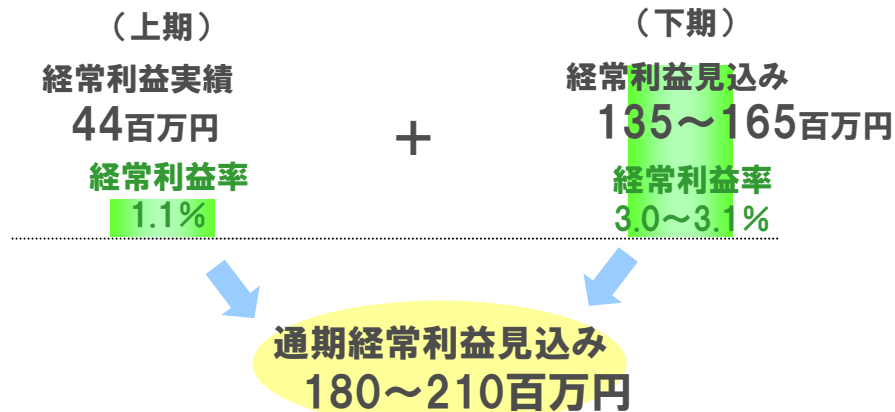 （上期）
経常利益実績
44百万円
経常利益率
1.1%
＋
（下期）
経常利益見込み
135～165百万円
経常利益率
3.0～3.1%
通期経常利益見込み
180～210百万円